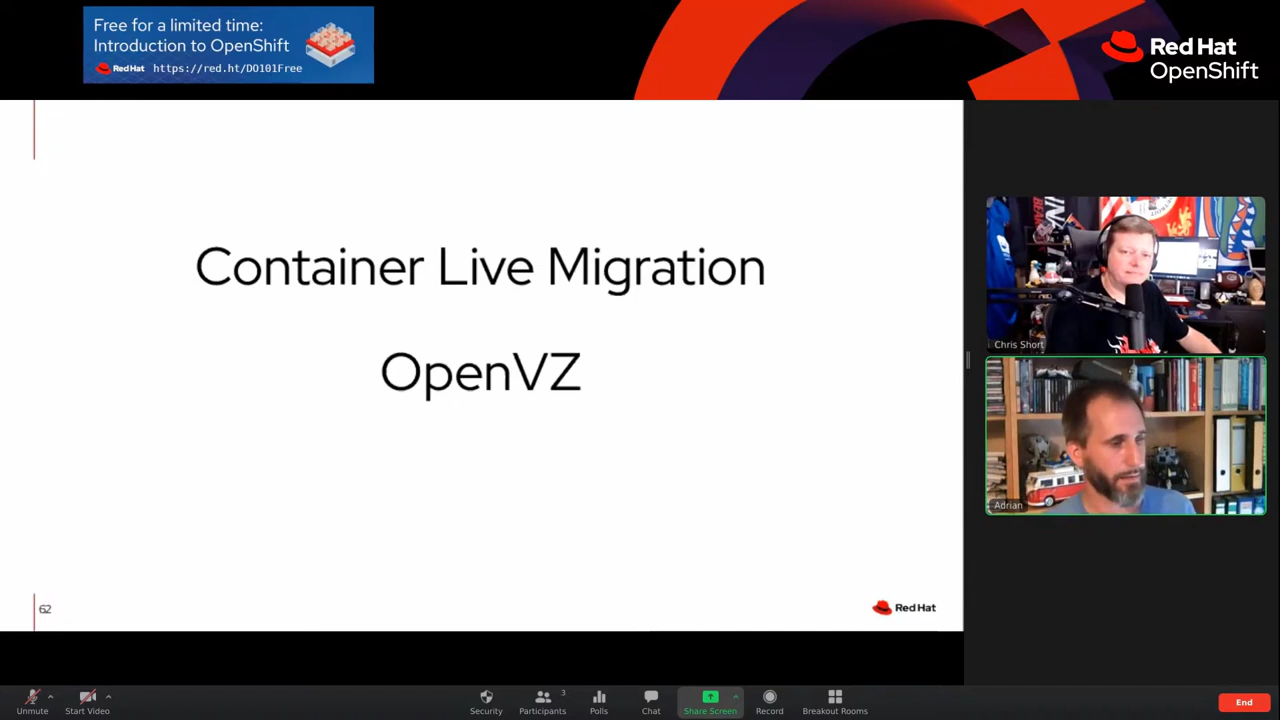 Free for a limited time:
Introduction to OpenShift
Red Hat
https://red.ht/DO101Free
Red Hat
OpenShift
Container Live Migration
OpenVZ
62
Red Hat
Chris Short
Adrian
Unmute
Start Video
Security
Participants
3
Polls
Chat
Share Screen
Record
Breakout Rooms
End